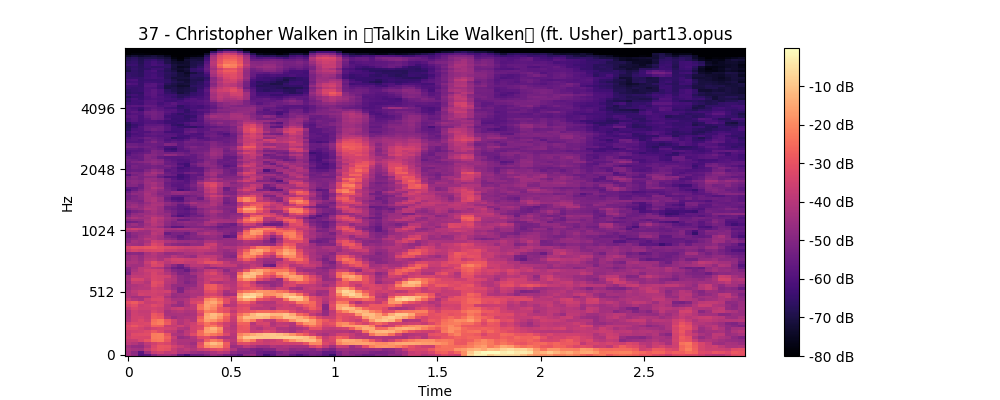 37 - Christopher Walken in ▯Talkin Like Walken▯ (ft. Usher)_part13.opus
Hz
4096
2048
1024
512
0
0
0.5
1
1.5
2
2.5
Time
-10 dB
-20 dB
-30 dB
-40 dB
-50 dB
-60 dB
-70 dB
-80 dB